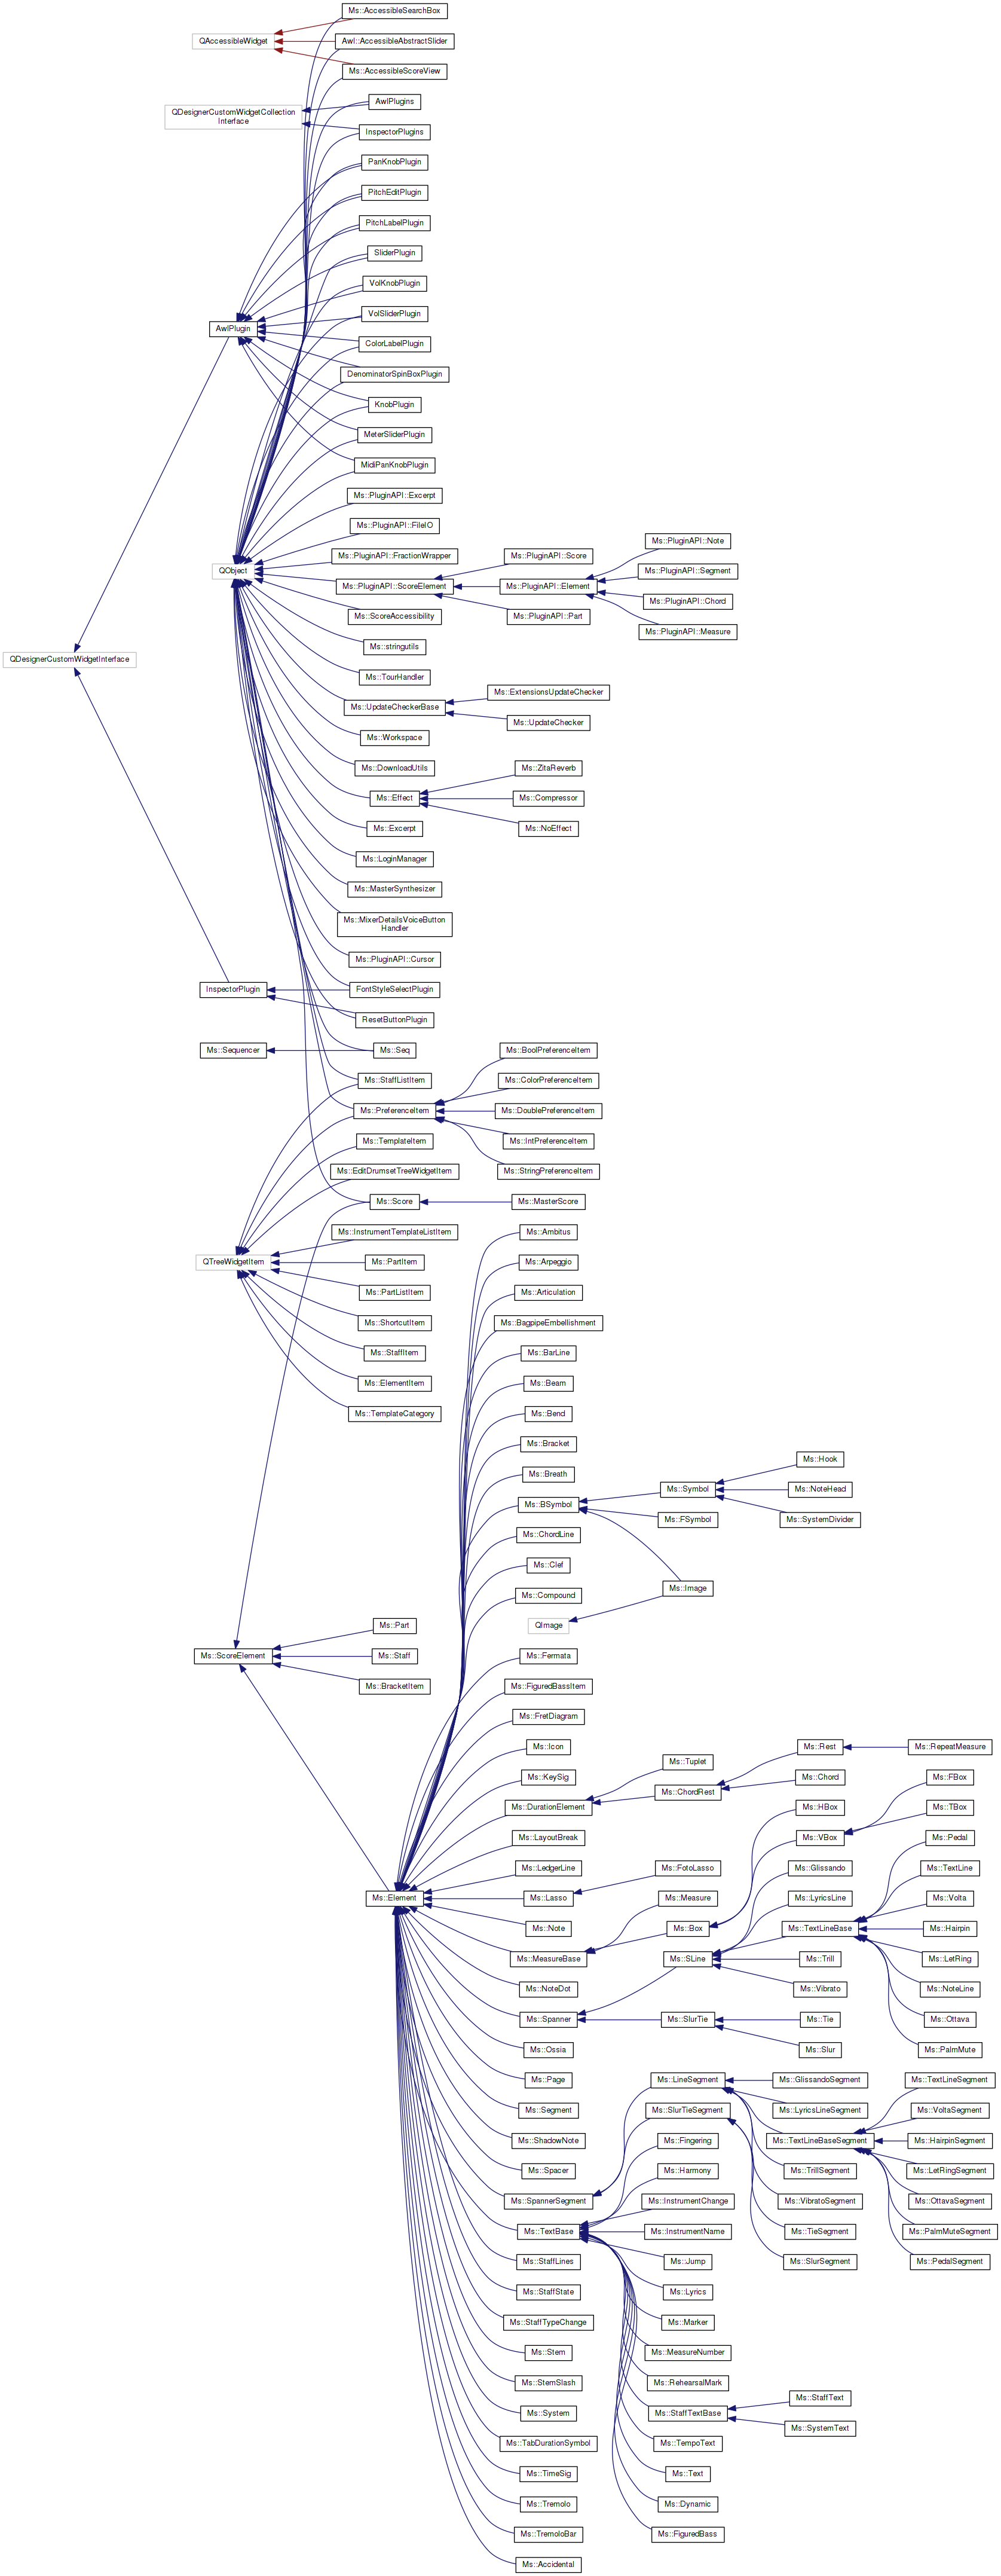 Ms::AccessibleSearchBox
QAccessibleWidget
Awl::AccessibleAbstractSlider
Ms::AccessibleScoreView
AwlPlugins
QDesignerCustomWidgetCollection
Interface
InspectorPlugins
PanKnobPlugin
PitchEditPlugin
PitchLabelPlugin
SliderPlugin
VolKnobPlugin
VolSliderPlugin
AwlPlugin
ColorLabelPlugin
DenominatorSpinBoxPlugin
KnobPlugin
MeterSliderPlugin
MidiPanKnobPlugin
Ms::PluginAPI::Excerpt
Ms::PluginAPI::FileIO
Ms::PluginAPI::Note
Ms::PluginAPI::FractionWrapper
Ms::PluginAPI::Score
QObject
Ms::PluginAPI::Segment
Ms::PluginAPI::ScoreElement
Ms::PluginAPI::Element
Ms::PluginAPI::Chord
Ms::ScoreAccessibility
Ms::PluginAPI::Part
Ms::PluginAPI::Measure
Ms::stringutils
QDesignerCustomWidgetInterface
Ms::TourHandler
Ms::ExtensionsUpdateChecker
Ms::UpdateCheckerBase
Ms::UpdateChecker
Ms::Workspace
Ms::DownloadUtils
Ms::ZitaReverb
Ms::Effect
Ms::Compressor
Ms::Excerpt
Ms::NoEffect
Ms::LoginManager
Ms::MasterSynthesizer
Ms::MixerDetailsVoiceButton
Handler
Ms::PluginAPI::Cursor
InspectorPlugin
FontStyleSelectPlugin
ResetButtonPlugin
Ms::Sequencer
Ms::Seq
Ms::BoolPreferenceItem
Ms::StaffListItem
Ms::ColorPreferenceItem
Ms::PreferenceItem
Ms::DoublePreferenceItem
Ms::TemplateItem
Ms::IntPreferenceItem
Ms::EditDrumsetTreeWidgetItem
Ms::StringPreferenceItem
Ms::Score
Ms::MasterScore
Ms::InstrumentTemplateListItem
Ms::Ambitus
QTreeWidgetItem
Ms::PartItem
Ms::Arpeggio
Ms::PartListItem
Ms::Articulation
Ms::ShortcutItem
Ms::BagpipeEmbellishment
Ms::StaffItem
Ms::BarLine
Ms::ElementItem
Ms::Beam
Ms::TemplateCategory
Ms::Bend
Ms::Bracket
Ms::Hook
Ms::Breath
Ms::Symbol
Ms::NoteHead
Ms::BSymbol
Ms::FSymbol
Ms::SystemDivider
Ms::ChordLine
Ms::Clef
Ms::Image
Ms::Compound
Ms::Part
QImage
Ms::ScoreElement
Ms::Staff
Ms::Fermata
Ms::BracketItem
Ms::FiguredBassItem
Ms::FretDiagram
Ms::Icon
Ms::Rest
Ms::RepeatMeasure
Ms::Tuplet
Ms::KeySig
Ms::Chord
Ms::FBox
Ms::ChordRest
Ms::DurationElement
Ms::HBox
Ms::TBox
Ms::LayoutBreak
Ms::VBox
Ms::Pedal
Ms::LedgerLine
Ms::FotoLasso
Ms::Glissando
Ms::TextLine
Ms::Element
Ms::Lasso
Ms::Measure
Ms::LyricsLine
Ms::Volta
Ms::Note
Ms::Box
Ms::TextLineBase
Ms::Hairpin
Ms::MeasureBase
Ms::SLine
Ms::Trill
Ms::LetRing
Ms::NoteDot
Ms::Vibrato
Ms::NoteLine
Ms::Spanner
Ms::SlurTie
Ms::Tie
Ms::Ottava
Ms::Ossia
Ms::Slur
Ms::PalmMute
Ms::Page
Ms::LineSegment
Ms::GlissandoSegment
Ms::TextLineSegment
Ms::Segment
Ms::SlurTieSegment
Ms::LyricsLineSegment
Ms::VoltaSegment
Ms::ShadowNote
Ms::Fingering
Ms::TextLineBaseSegment
Ms::HairpinSegment
Ms::Spacer
Ms::Harmony
Ms::TrillSegment
Ms::LetRingSegment
Ms::SpannerSegment
Ms::InstrumentChange
Ms::VibratoSegment
Ms::OttavaSegment
Ms::TextBase
Ms::InstrumentName
Ms::TieSegment
Ms::PalmMuteSegment
Ms::StaffLines
Ms::Jump
Ms::SlurSegment
Ms::PedalSegment
Ms::StaffState
Ms::Lyrics
Ms::StaffTypeChange
Ms::Marker
Ms::Stem
Ms::MeasureNumber
Ms::StemSlash
Ms::RehearsalMark
Ms::StaffText
Ms::System
Ms::StaffTextBase
Ms::SystemText
Ms::TabDurationSymbol
Ms::TempoText
Ms::TimeSig
Ms::Text
Ms::Tremolo
Ms::Dynamic
Ms::TremoloBar
Ms::FiguredBass
Ms::Accidental